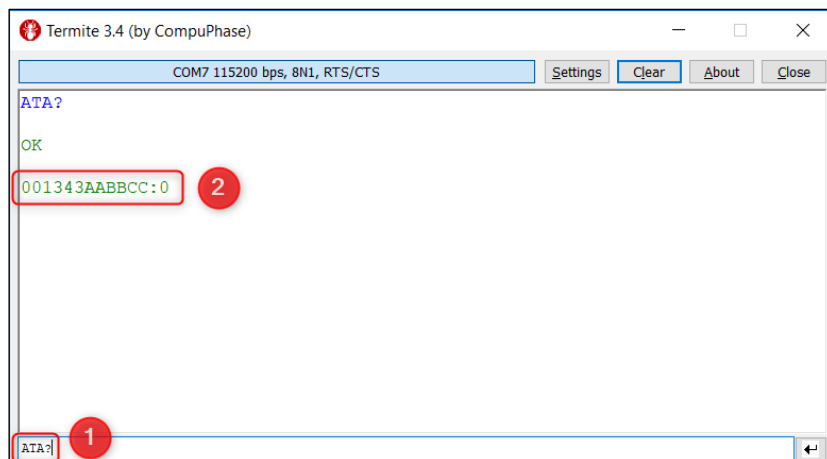 Termite 3.4 (by CompuPhase)
COM7 115200 bps, 8N1, RTS/CTS Settings Clear About Close
ATA?
OK
001343AABBCC:0 2
1
ATA?